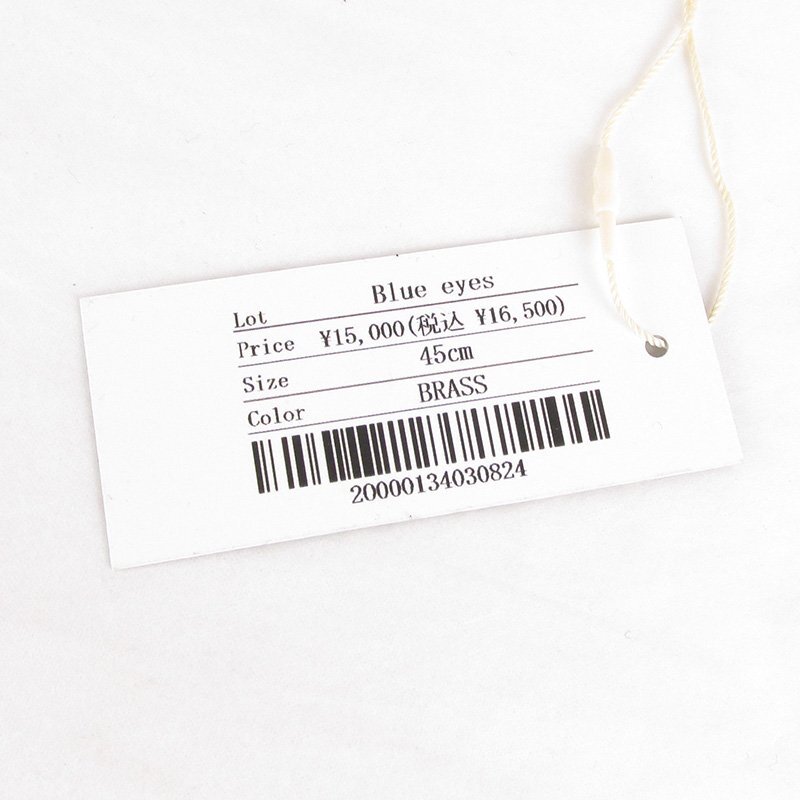 Lot Blue eyes
Price ¥15,000(税込 ¥16,500)
Size 45cm
Color BRASS
20000134030824